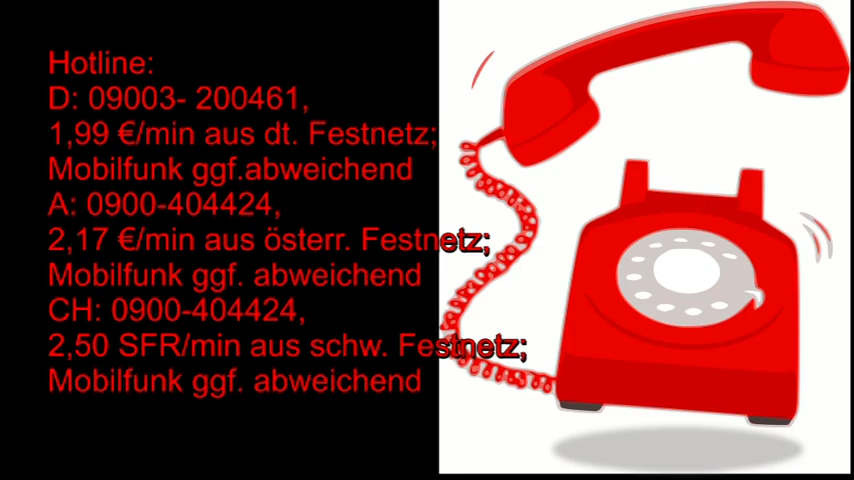 Hotline:
D: 09003- 200461,
1,99 €/min aus dt. Festnetz;
Mobilfunk ggf.abweichend
A: 0900-404424,
2,17 €/min aus österr. Festnetz;
Mobilfunk ggf. abweichend
CH: 0900-404424,
2,50 SFR/min aus schw. Festnetz;
Mobilfunk ggf. abweichend